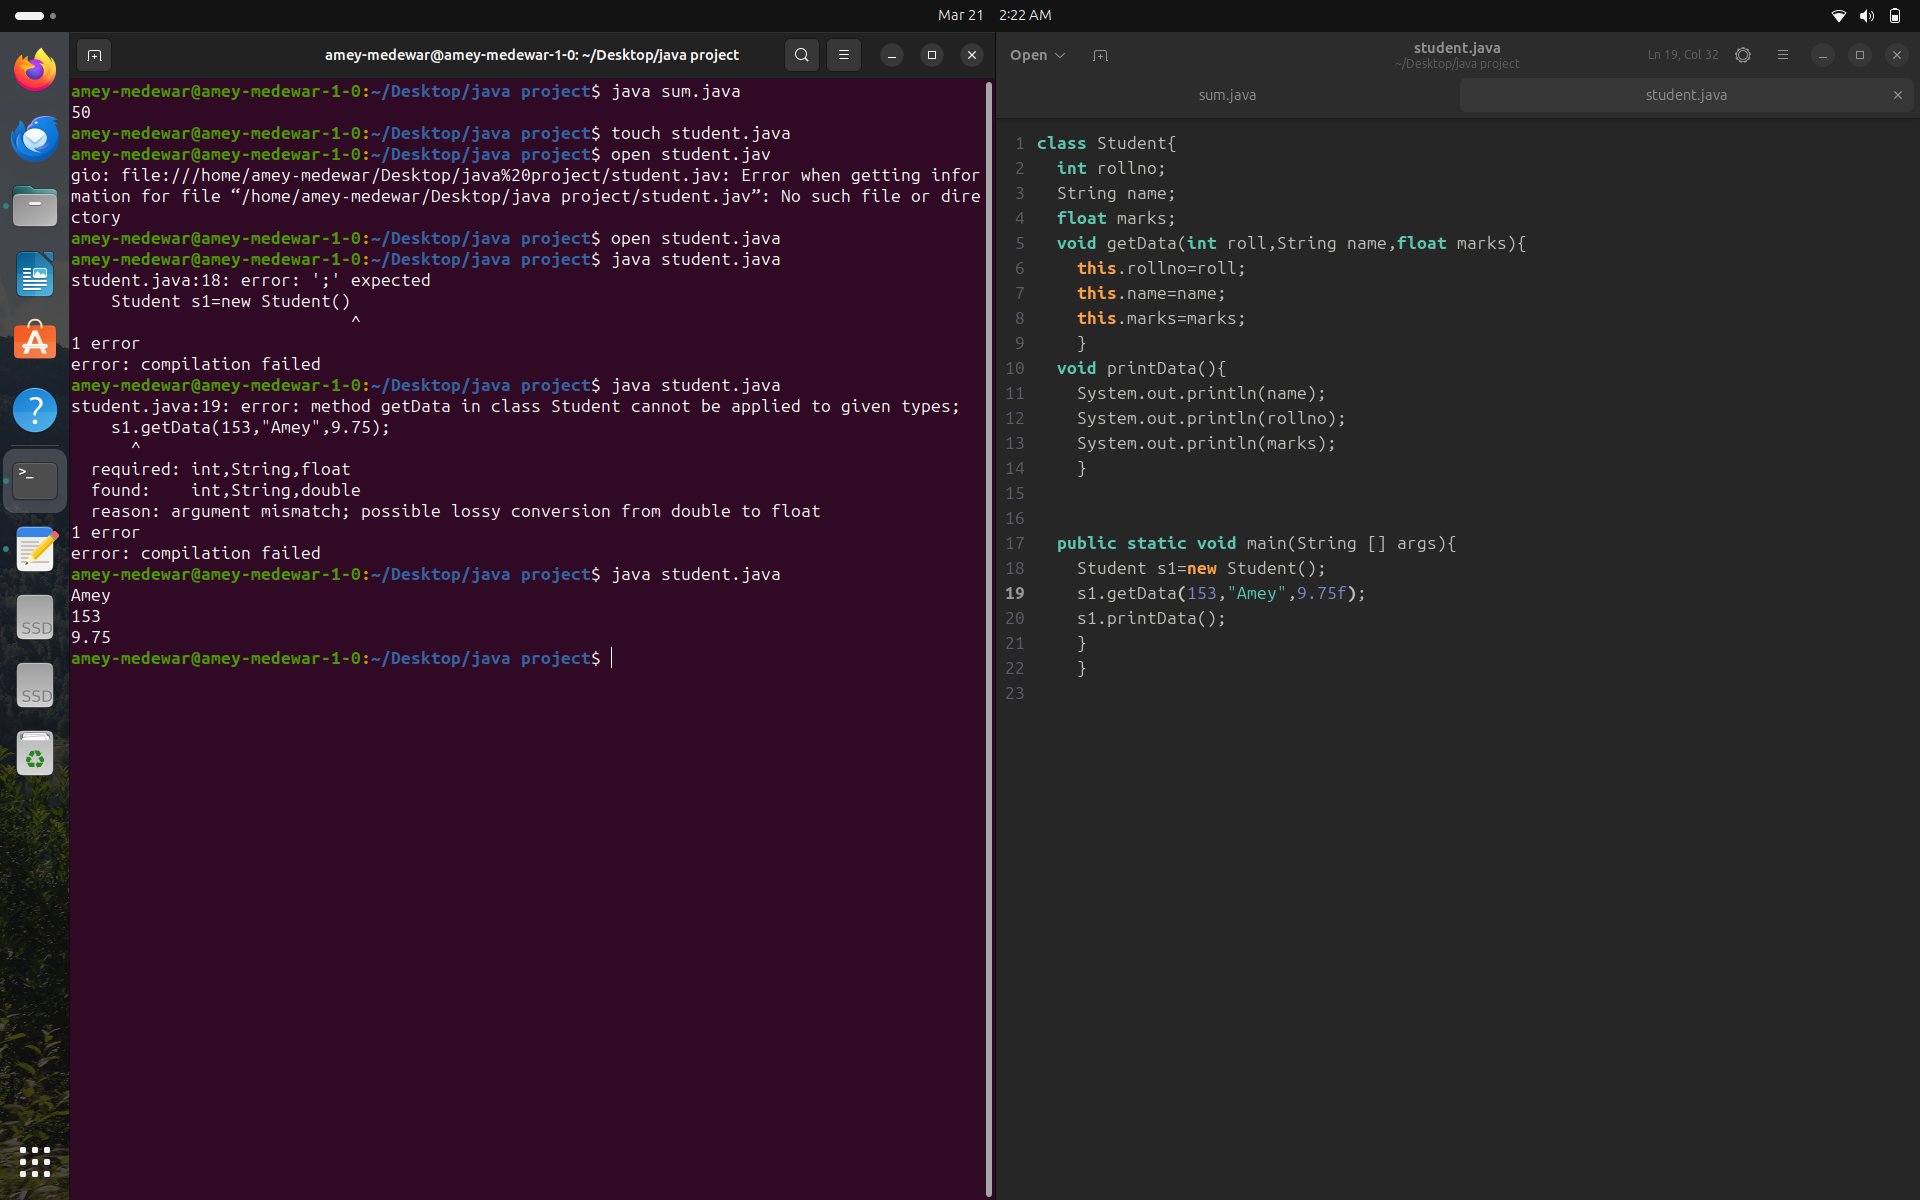 Mar 21 2:22 AM
amey-medewar@amey-medewar-1-0: ~/Desktop/java project
amey-medewar@amey-medewar-1-0:~/Desktop/java project$ java sum.java
50
amey-medewar@amey-medewar-1-0:~/Desktop/java project$ touch student.java
amey-medewar@amey-medewar-1-0:~/Desktop/java project$ open student.jav
gio: file:///home/amey-medewar/Desktop/java%20project/student.jav: Error when getting infor
mation for file “/home/amey-medewar/Desktop/java project/student.jav”: No such file or dire
ctory
amey-medewar@amey-medewar-1-0:~/Desktop/java project$ open student.java
amey-medewar@amey-medewar-1-0:~/Desktop/java project$ java student.java
student.java:18: error: ';' expected
    Student s1=new Student()
                            ^
1 error
error: compilation failed
amey-medewar@amey-medewar-1-0:~/Desktop/java project$ java student.java
student.java:19: error: method getData in class Student cannot be applied to given types;
    s1.getData(153,"Amey",9.75);
      ^
  required: int,String,float
  found:    int,String,double
  reason: argument mismatch; possible lossy conversion from double to float
1 error
error: compilation failed
amey-medewar@amey-medewar-1-0:~/Desktop/java project$ java student.java
Amey
153
9.75
amey-medewar@amey-medewar-1-0:~/Desktop/java project$
>_
?
SSD
SSD
Open
student.java
~/Desktop/java project
Ln 19, Col 32
sum.java
student.java
1 class Student{
2   int rollno;
3   String name;
4   float marks;
5   void getData(int roll,String name,float marks){
6     this.rollno=roll;
7     this.name=name;
8     this.marks=marks;
9     }
10   void printData(){
11     System.out.println(name);
12     System.out.println(rollno);
13     System.out.println(marks);
14     }
15
16
17   public static void main(String [] args){
18     Student s1=new Student();
19     s1.getData(153,"Amey",9.75f);
20     s1.printData();
21     }
22     }
23